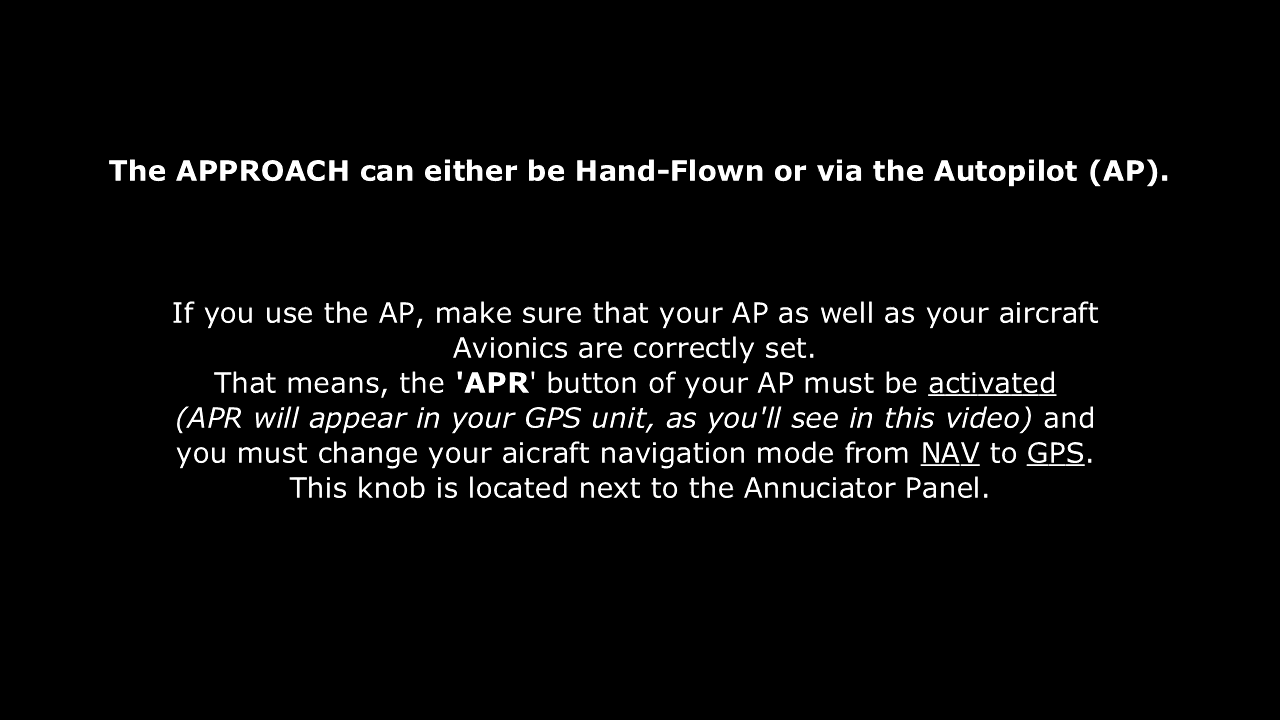 The APPROACH can either be Hand-Flown or via the Autopilot (AP).
If you use the AP, make sure that your AP as well as your aircraft
Avionics are correctly set.
That means, the 'APR' button of your AP must be activated
(APR will appear in your GPS unit, as you'll see in this video) and
you must change your aicraft navigation mode from NAV to GPS.
This knob is located next to the Annuciator Panel.